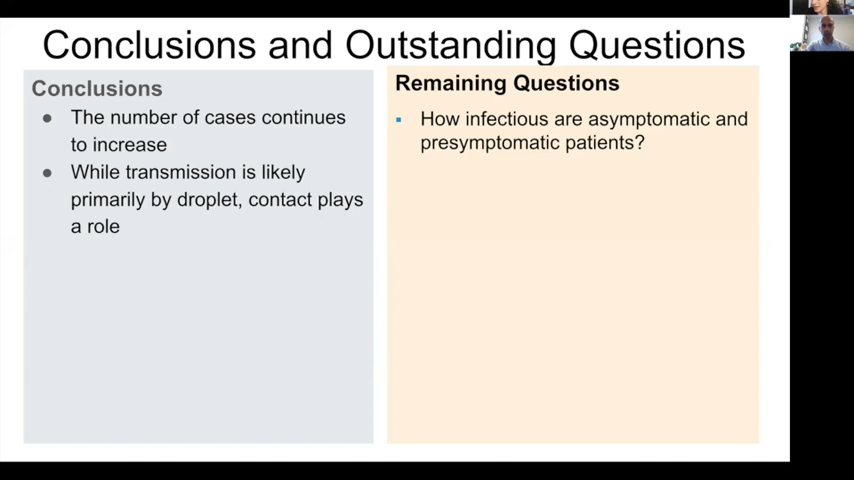 Conclusions and Outstanding Questions
Conclusions
● The number of cases continues
to increase
● While transmission is likely
primarily by droplet, contact plays
a role
Remaining Questions
▪ How infectious are asymptomatic and
presymptomatic patients?